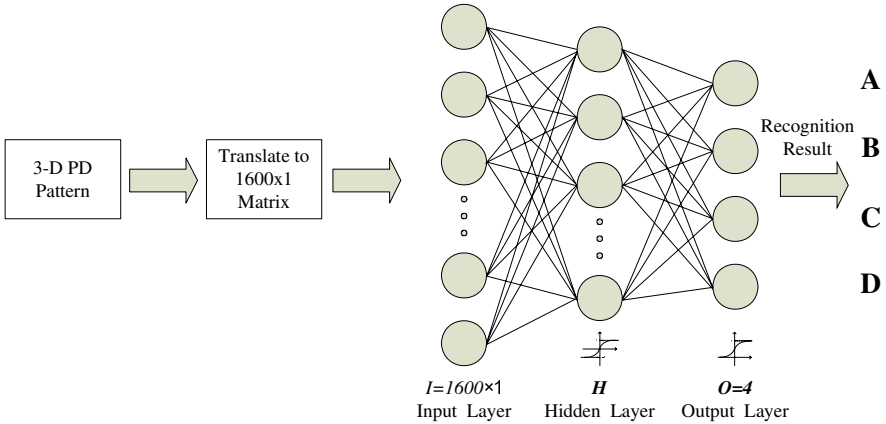 3-D PD
Pattern
Translate to
1600x1
Matrix
Recognition
Result
A
B
C
D
I=1600×1
Input Layer
H
Hidden Layer
O=4
Output Layer